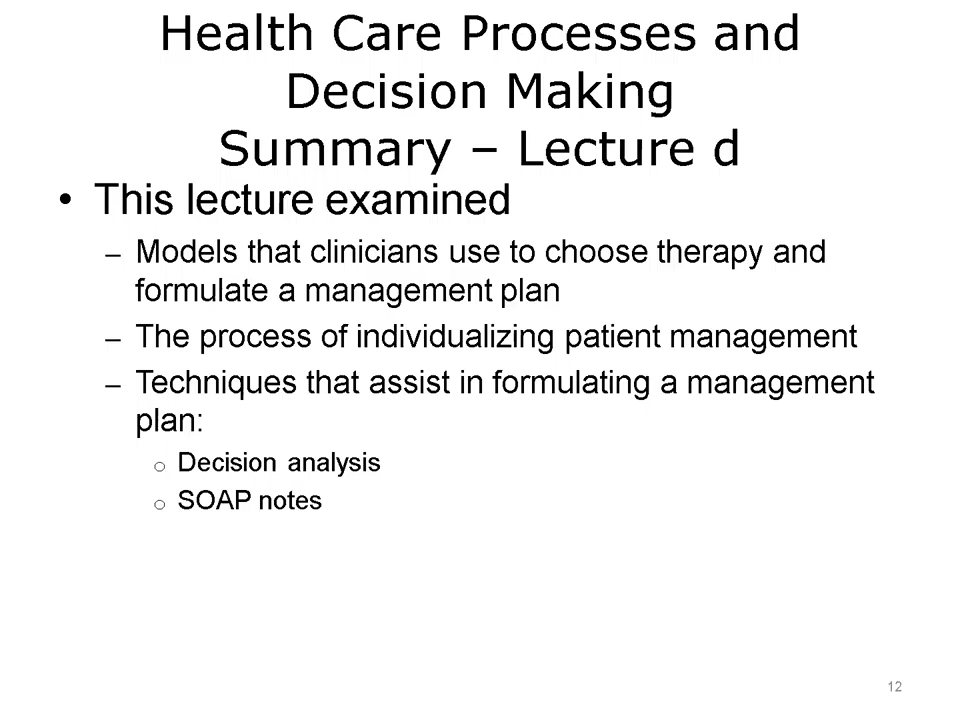 Health Care Processes and
Decision Making
Summary – Lecture d
• This lecture examined
– Models that clinicians use to choose therapy and
formulate a management plan
– The process of individualizing patient management
– Techniques that assist in formulating a management
plan:
o Decision analysis
o SOAP notes
12